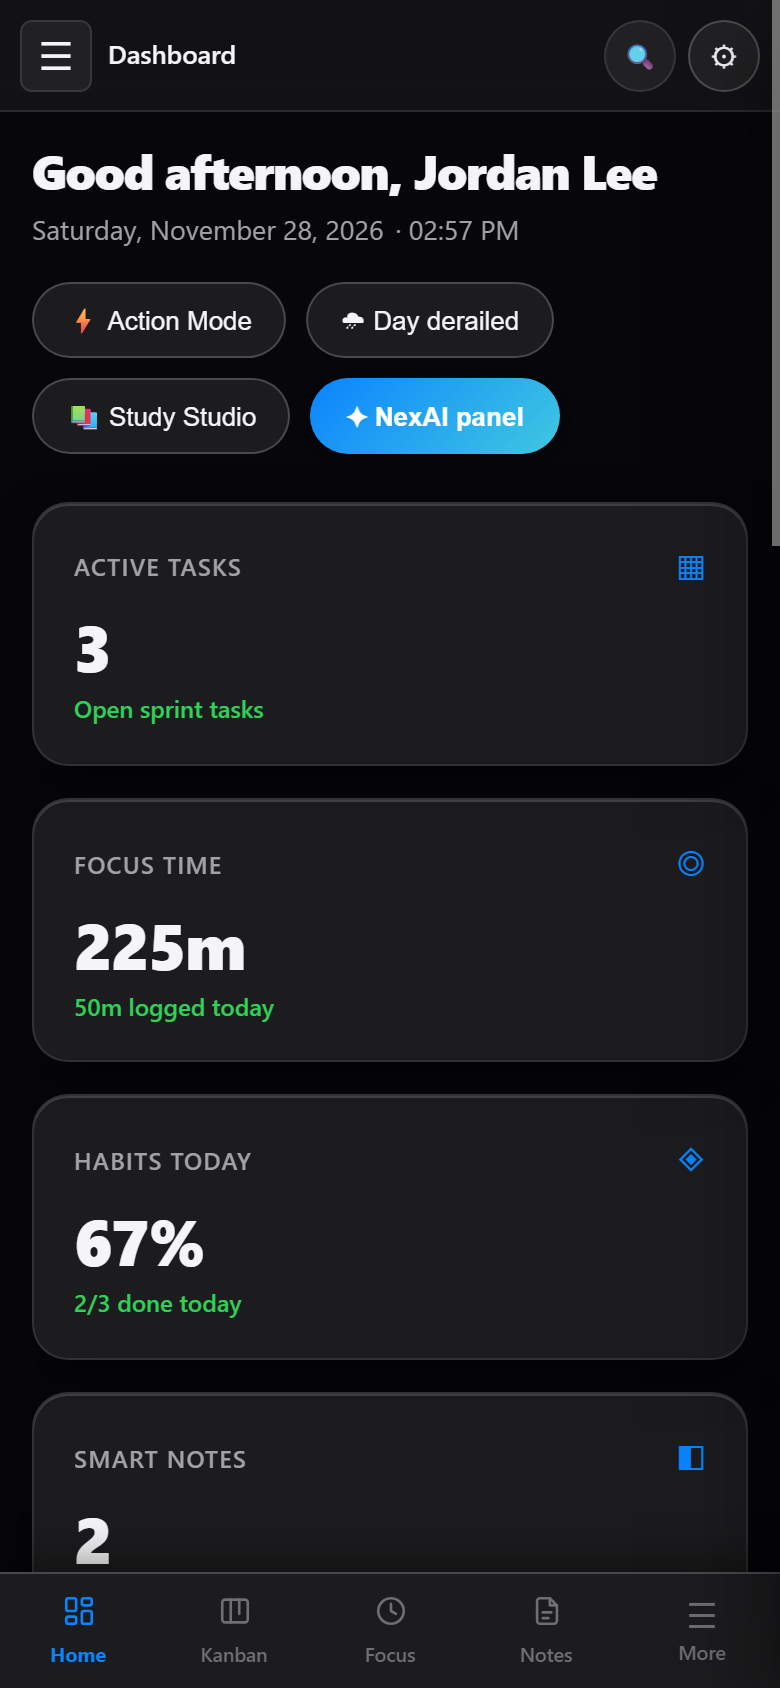 Dashboard
Good afternoon, Jordan Lee
Saturday, November 28, 2026 · 02:57 PM
Action Mode
Day derailed
Study Studio
NexAI panel
ACTIVE TASKS
3
Open sprint tasks
FOCUS TIME
225m
50m logged today
HABITS TODAY
67%
2/3 done today
SMART NOTES
2
Home
Kanban
Focus
Notes
More